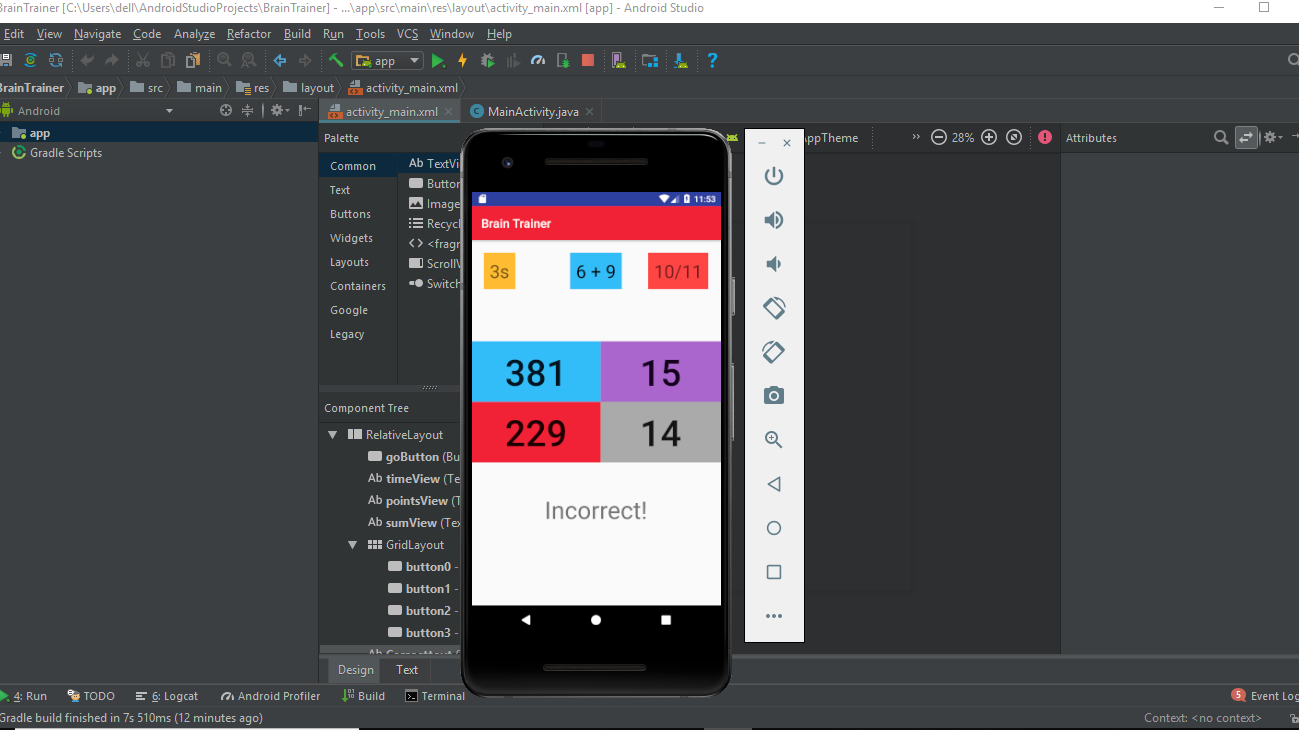 BrainTrainer [C:\Users\dell\AndroidStudioProjects\BrainTrainer] - ...\app\src\main\res\layout\activity_main.xml [app] - Android Studio
Edit View Navigate Code Analyze Refactor Build Run Tools VCS Window Help
app
BrainTrainer app src main res layout activity_main.xml
Android
activity_main.xml MainActivity.java
app
Gradle Scripts
Palette
AppTheme
28%
Attributes
Common
Text
Buttons
Widgets
Layouts
Containers
Google
Legacy
Ab TextVi
Button
Image
Recycl
<fragr
ScrollV
Switch
11:53
Brain Trainer
3s 6 + 9 10/11
381 15
229 14
Incorrect!
Component Tree
RelativeLayout
goButton (Bu
Ab timeView (Te
Ab pointsView (T
Ab sumView (Tex
GridLayout
button0 -
button1 -
button2 -
button3 -
Design Text
4: Run TODO 6: Logcat Android Profiler Build Terminal 5 Event Log
Gradle build finished in 7s 510ms (12 minutes ago) Context: <no context>